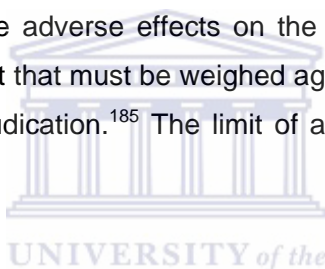 e adverse effects on the
t that must be weighed ag
udication.¹⁸⁵ The limit of a
UNIVERSITY of the